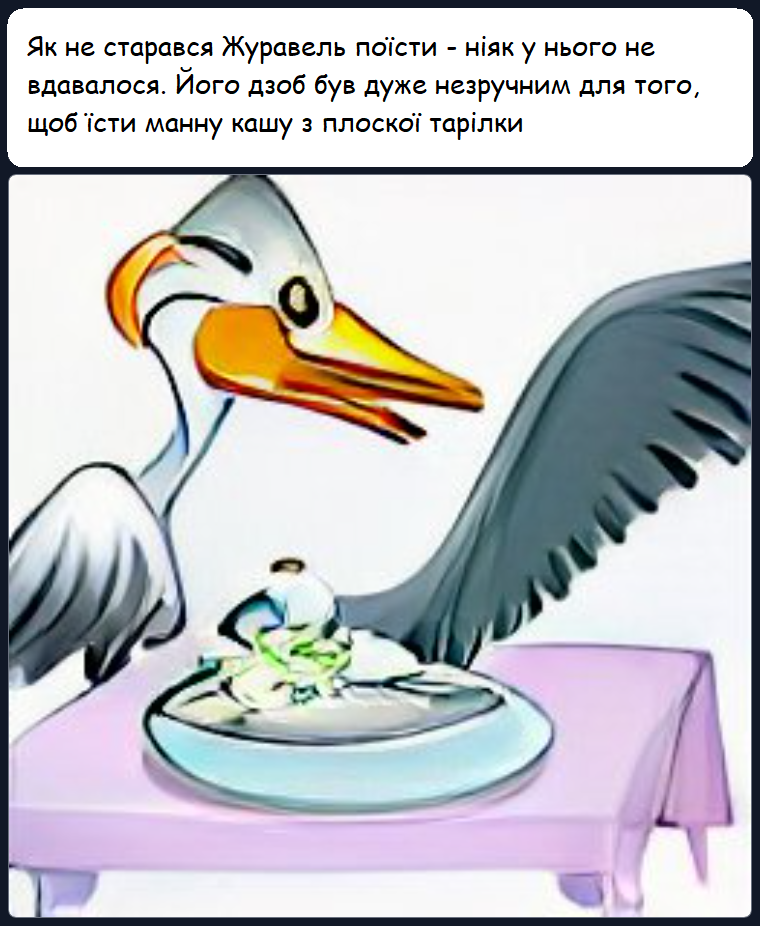 Як не старався Журавель поїсти - ніяк у нього не
вдавалося. Його дзоб був дуже незручним для того,
щоб їсти манну кашу з плоскої тарілки